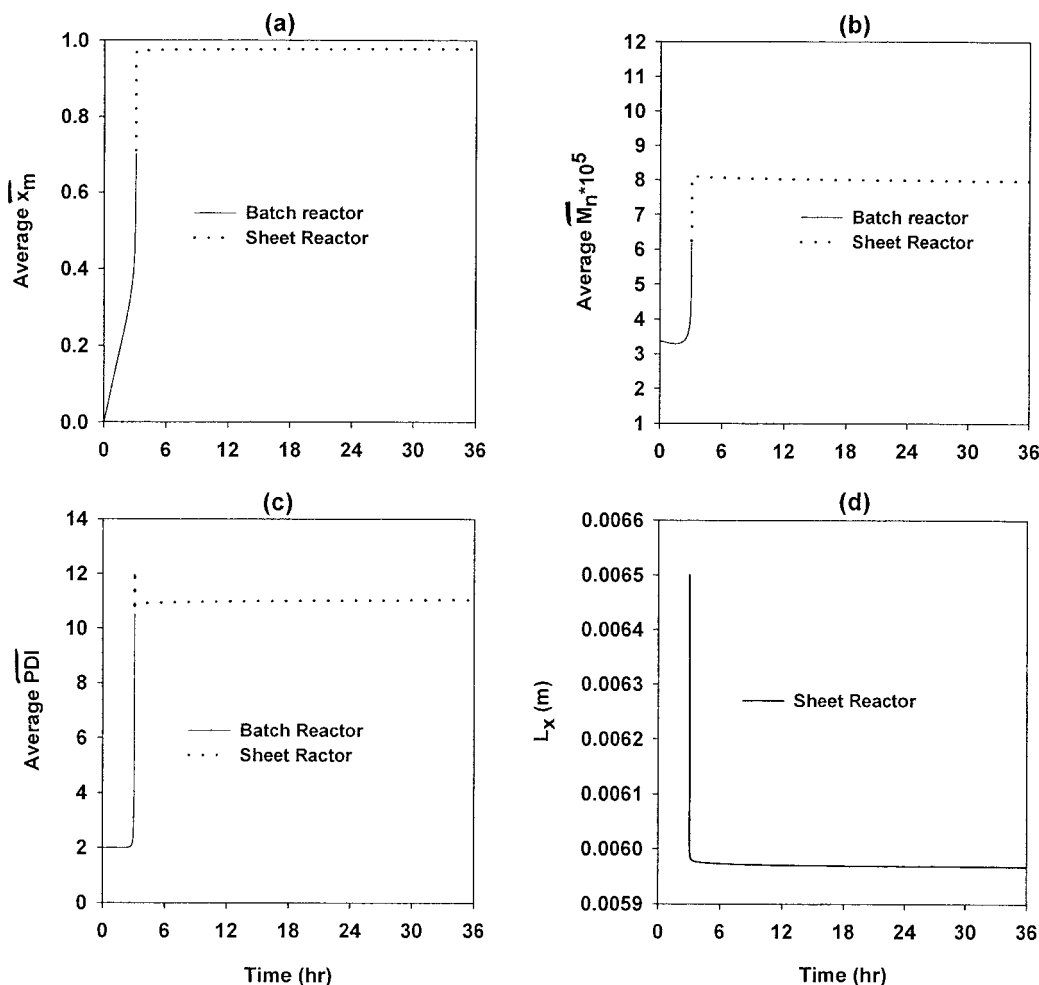 (a)
1.0
0.8
0.6
0.4
0.2
0.0
Average x̅m
Batch reactor
Sheet Reactor
0 6 12 18 24 30 36
(b)
12
11
10
9
8
7
6
5
4
3
2
1
Average M̅n*10^5
Batch reactor
Sheet Reactor
0 6 12 18 24 30 36
(c)
14
12
10
8
6
4
2
0
Average PDI
Batch Reactor
Sheet Ractor
0 6 12 18 24 30 36
Time (hr)
(d)
0.0066
0.0065
0.0064
0.0063
0.0062
0.0061
0.0060
0.0059
Lx (m)
Sheet Reactor
0 6 12 18 24 30 36
Time (hr)